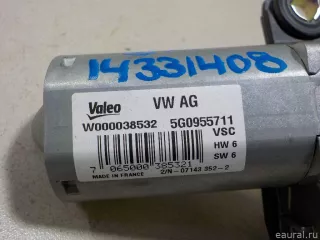 14331408
Valeo VW AG
W000038532 5G0955711
VSC
HW 6
SW 6
7 065000 385321
MADE IN FRANCE 2/N - 07143 352 - 2
eaural.ru